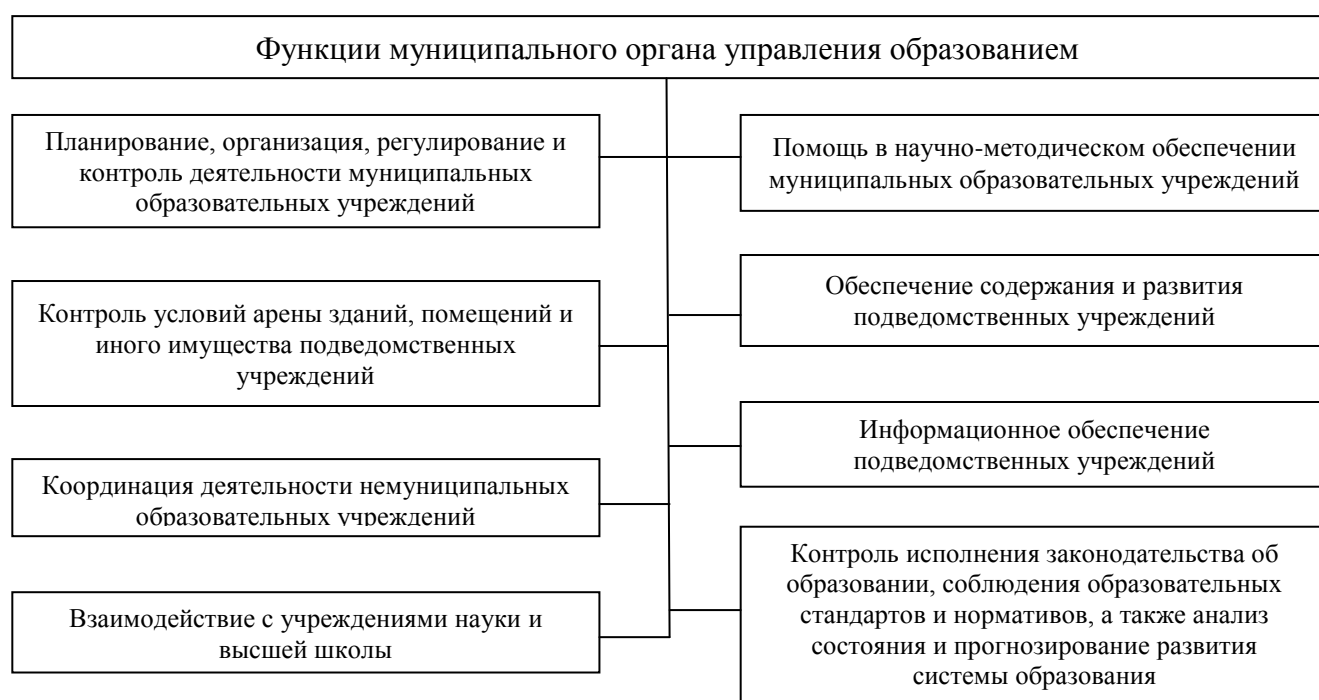 Функции муниципального органа управления образованием
Планирование, организация, регулирование и
контроль деятельности муниципальных
образовательных учреждений
Помощь в научно-методическом обеспечении
муниципальных образовательных учреждений
Контроль условий арены зданий, помещений и
иного имущества подведомственных
учреждений
Обеспечение содержания и развития
подведомственных учреждений
Координация деятельности немуниципальных
образовательных учреждений
Информационное обеспечение
подведомственных учреждений
Взаимодействие с учреждениями науки и
высшей школы
Контроль исполнения законодательства об
образовании, соблюдения образовательных
стандартов и нормативов, а также анализ
состояния и прогнозирование развития
системы образования